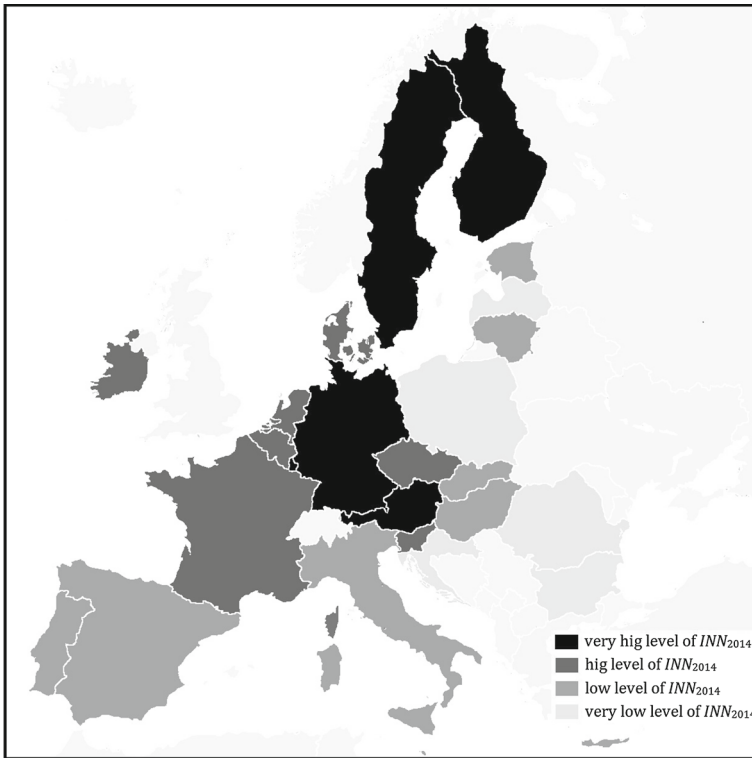 very hig level of INN2014
hig level of INN2014
low level of INN2014
very low level of INN2014